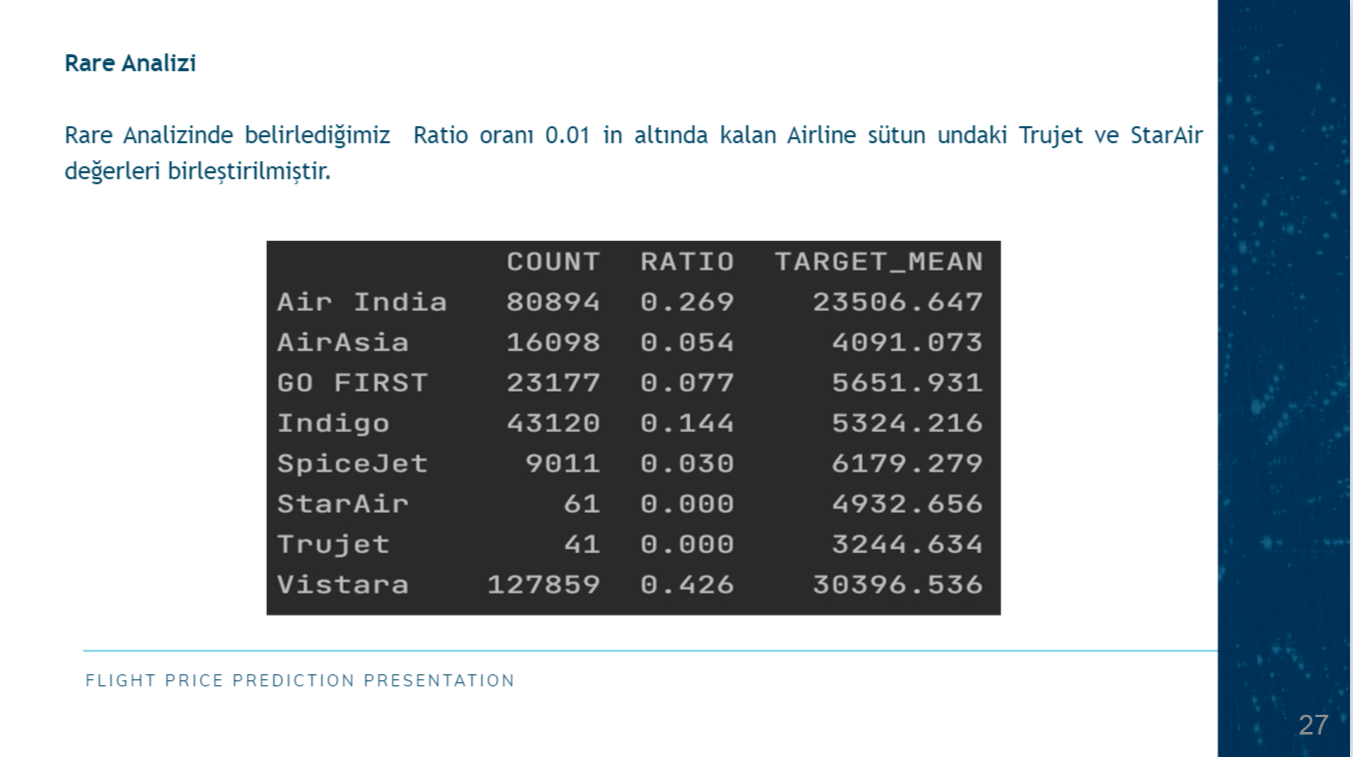 Rare Analizi
Rare Analizinde belirlediğimiz Ratio oranı 0.01 in altında kalan Airline sütun undaki Trujet ve StarAir
değerleri birleştirilmiştir.
COUNT RATIO TARGET_MEAN
Air India 80894 0.269 23506.647
AirAsia 16098 0.054 4091.073
GO FIRST 23177 0.077 5651.931
Indigo 43120 0.144 5324.216
SpiceJet 9011 0.030 6179.279
StarAir 61 0.000 4932.656
Trujet 41 0.000 3244.634
Vistara 127859 0.426 30396.536
FLIGHT PRICE PREDICTION PRESENTATION
27